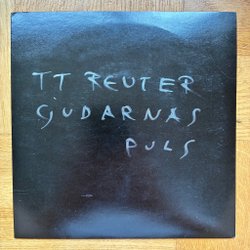 TT REUTER
GUDARNAS
PULS